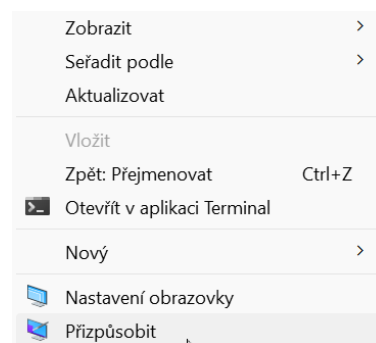 Zobrazit
Seřadit podle
Aktualizovat
Vložit
Zpět: Přejmenovat Ctrl+Z
Otevřít v aplikaci Terminal
Nový
Nastavení obrazovky
Přizpůsobit